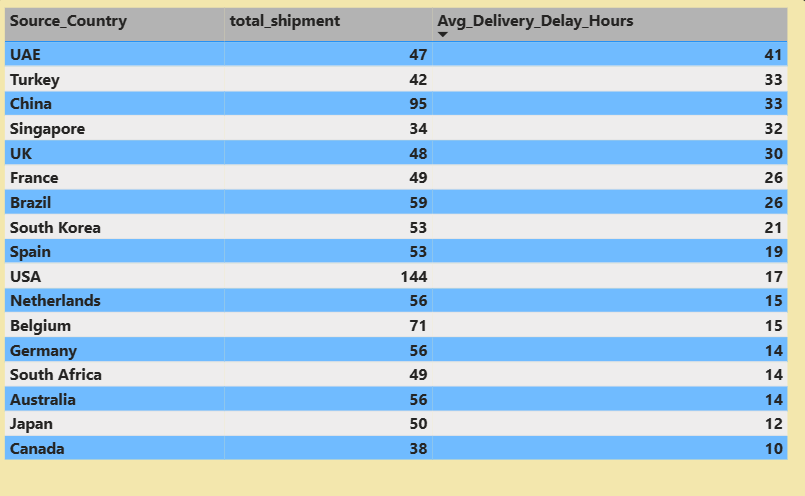 Source_Country total_shipment Avg_Delivery_Delay_Hours
UAE 47 41
Turkey 42 33
China 95 33
Singapore 34 32
UK 48 30
France 49 26
Brazil 59 26
South Korea 53 21
Spain 53 19
USA 144 17
Netherlands 56 15
Belgium 71 15
Germany 56 14
South Africa 49 14
Australia 56 14
Japan 50 12
Canada 38 10